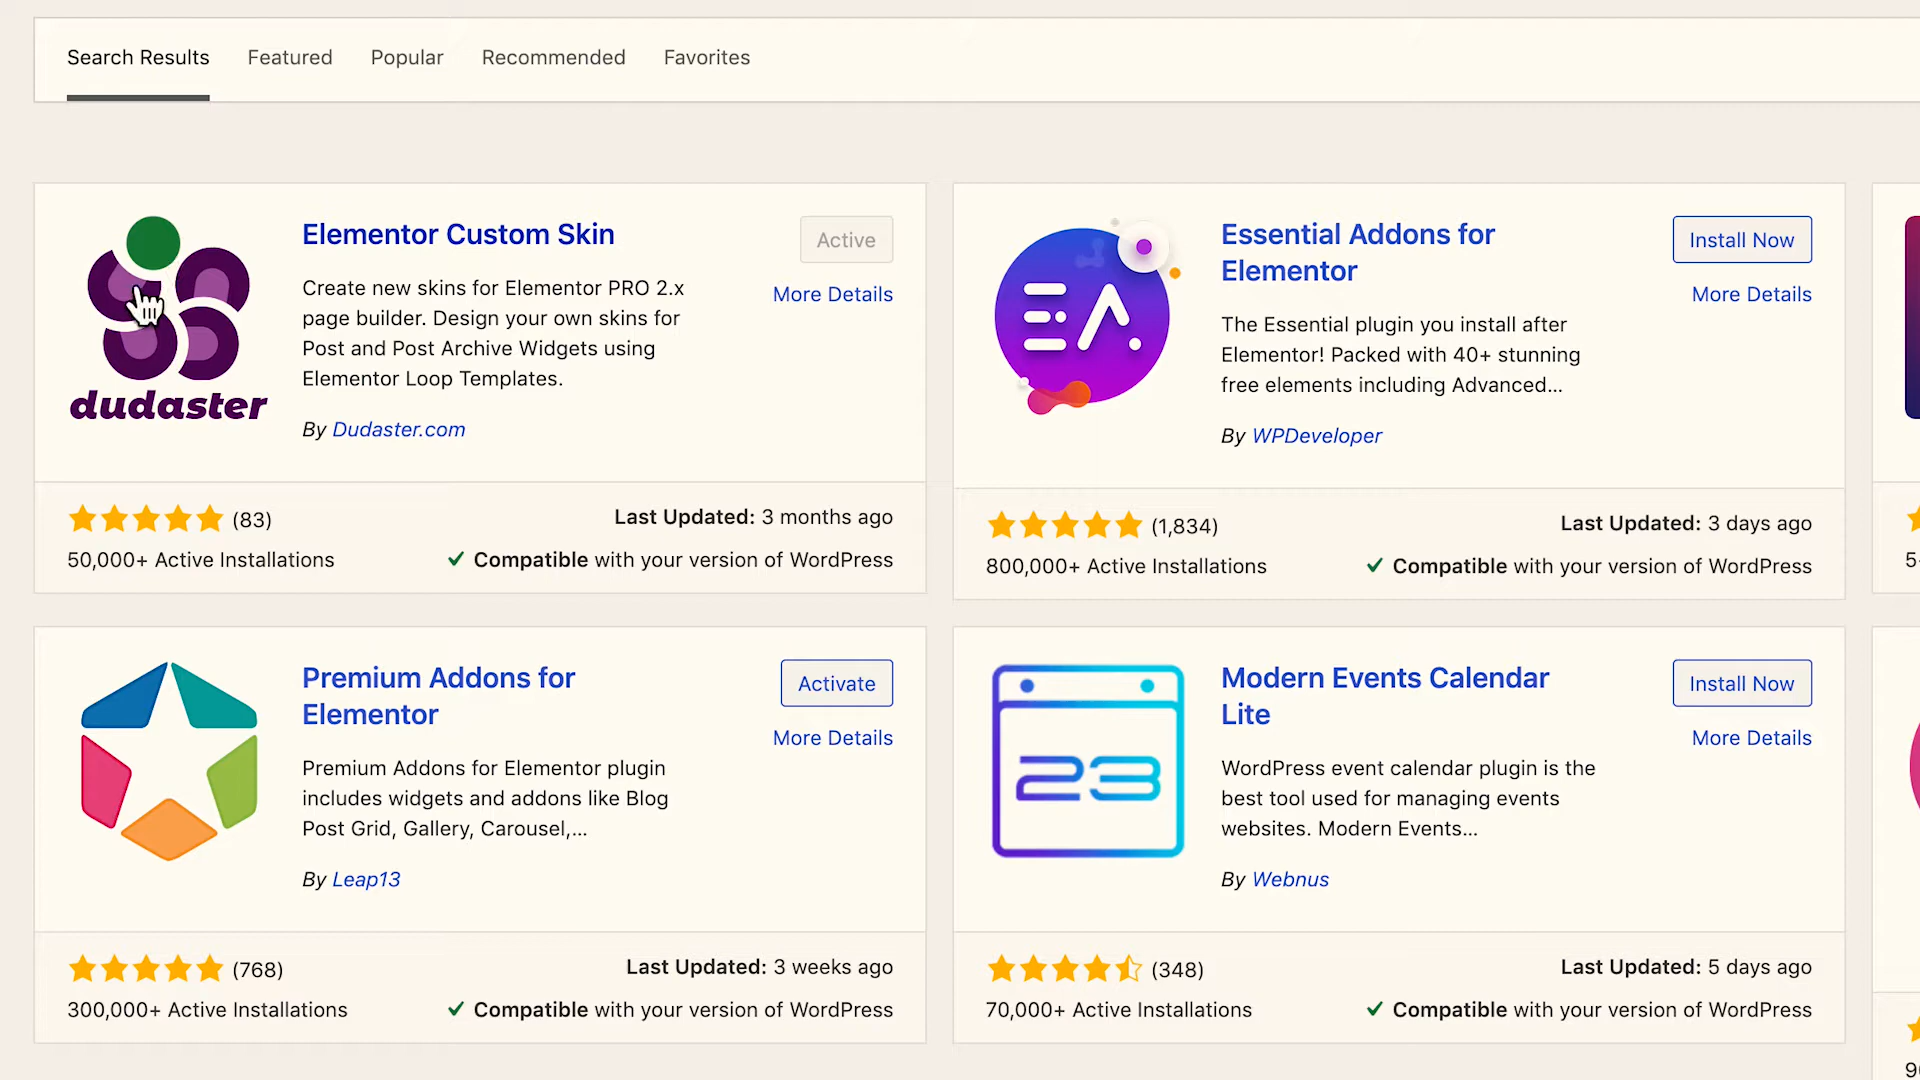 Search Results
Featured
Popular
Recommended
Favorites
dudaster
Elementor Custom Skin
Active
More Details
Create new skins for Elementor PRO 2.x
page builder. Design your own skins for
Post and Post Archive Widgets using
Elementor Loop Templates.
By Dudaster.com
(83)
Last Updated: 3 months ago
50,000+ Active Installations
Compatible with your version of WordPress
Essential Addons for
Elementor
Install Now
More Details
The Essential plugin you install after
Elementor! Packed with 40+ stunning
free elements including Advanced...
By WPDeveloper
(1,834)
Last Updated: 3 days ago
800,000+ Active Installations
Compatible with your version of WordPress
Premium Addons for
Elementor
Activate
More Details
Premium Addons for Elementor plugin
includes widgets and addons like Blog
Post Grid, Gallery, Carousel,...
By Leap13
(768)
Last Updated: 3 weeks ago
300,000+ Active Installations
Compatible with your version of WordPress
23
Modern Events Calendar
Lite
Install Now
More Details
WordPress event calendar plugin is the
best tool used for managing events
websites. Modern Events...
By Webnus
(348)
Last Updated: 5 days ago
70,000+ Active Installations
Compatible with your version of WordPress